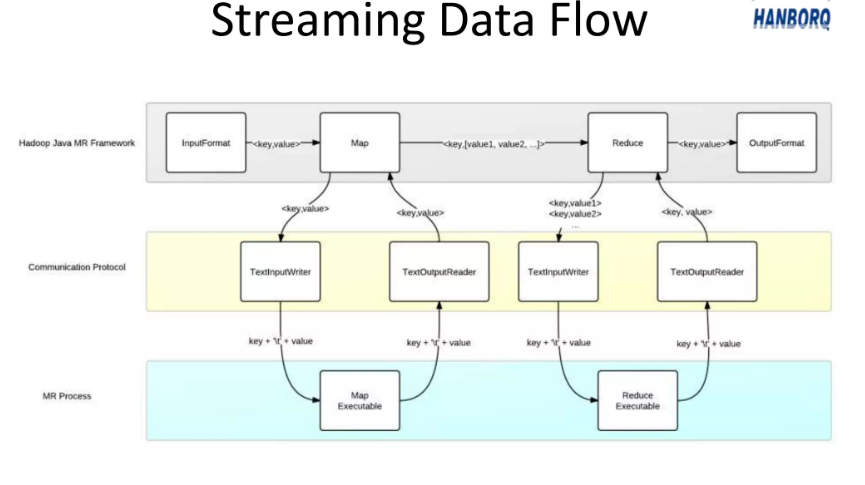 Streaming Data Flow
HANBORQ
Hadoop Java MR Framework
InputFormat
<key,value>
Map
<key,[value1, value2, ...]>
Reduce
<key,value>
OutputFormat
<key,value>
<key,value>
<key,value1>
<key,value2>
...
<key, value>
Communication Protocol
TextInputWriter
TextOutputReader
TextInputWriter
TextOutputReader
key + '\t' + value
key + '\t' + value
key + '\t' + value
key + '\t' + value
MR Process
Map
Executable
Reduce
Executable